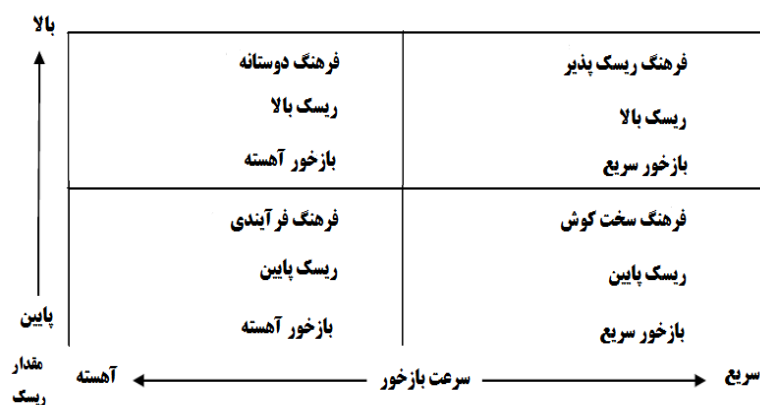 بالا
فرهنگ ریسک پذیر
ریسک بالا
بازخور سریع
فرهنگ دوستانه
ریسک بالا
بازخور آهسته
فرهنگ سخت کوش
ریسک پایین
بازخور سریع
فرهنگ فرآیندی
ریسک پایین
بازخور آهسته
پایین
مقدار
ریسک
سریع
سرعت بازخور
آهسته